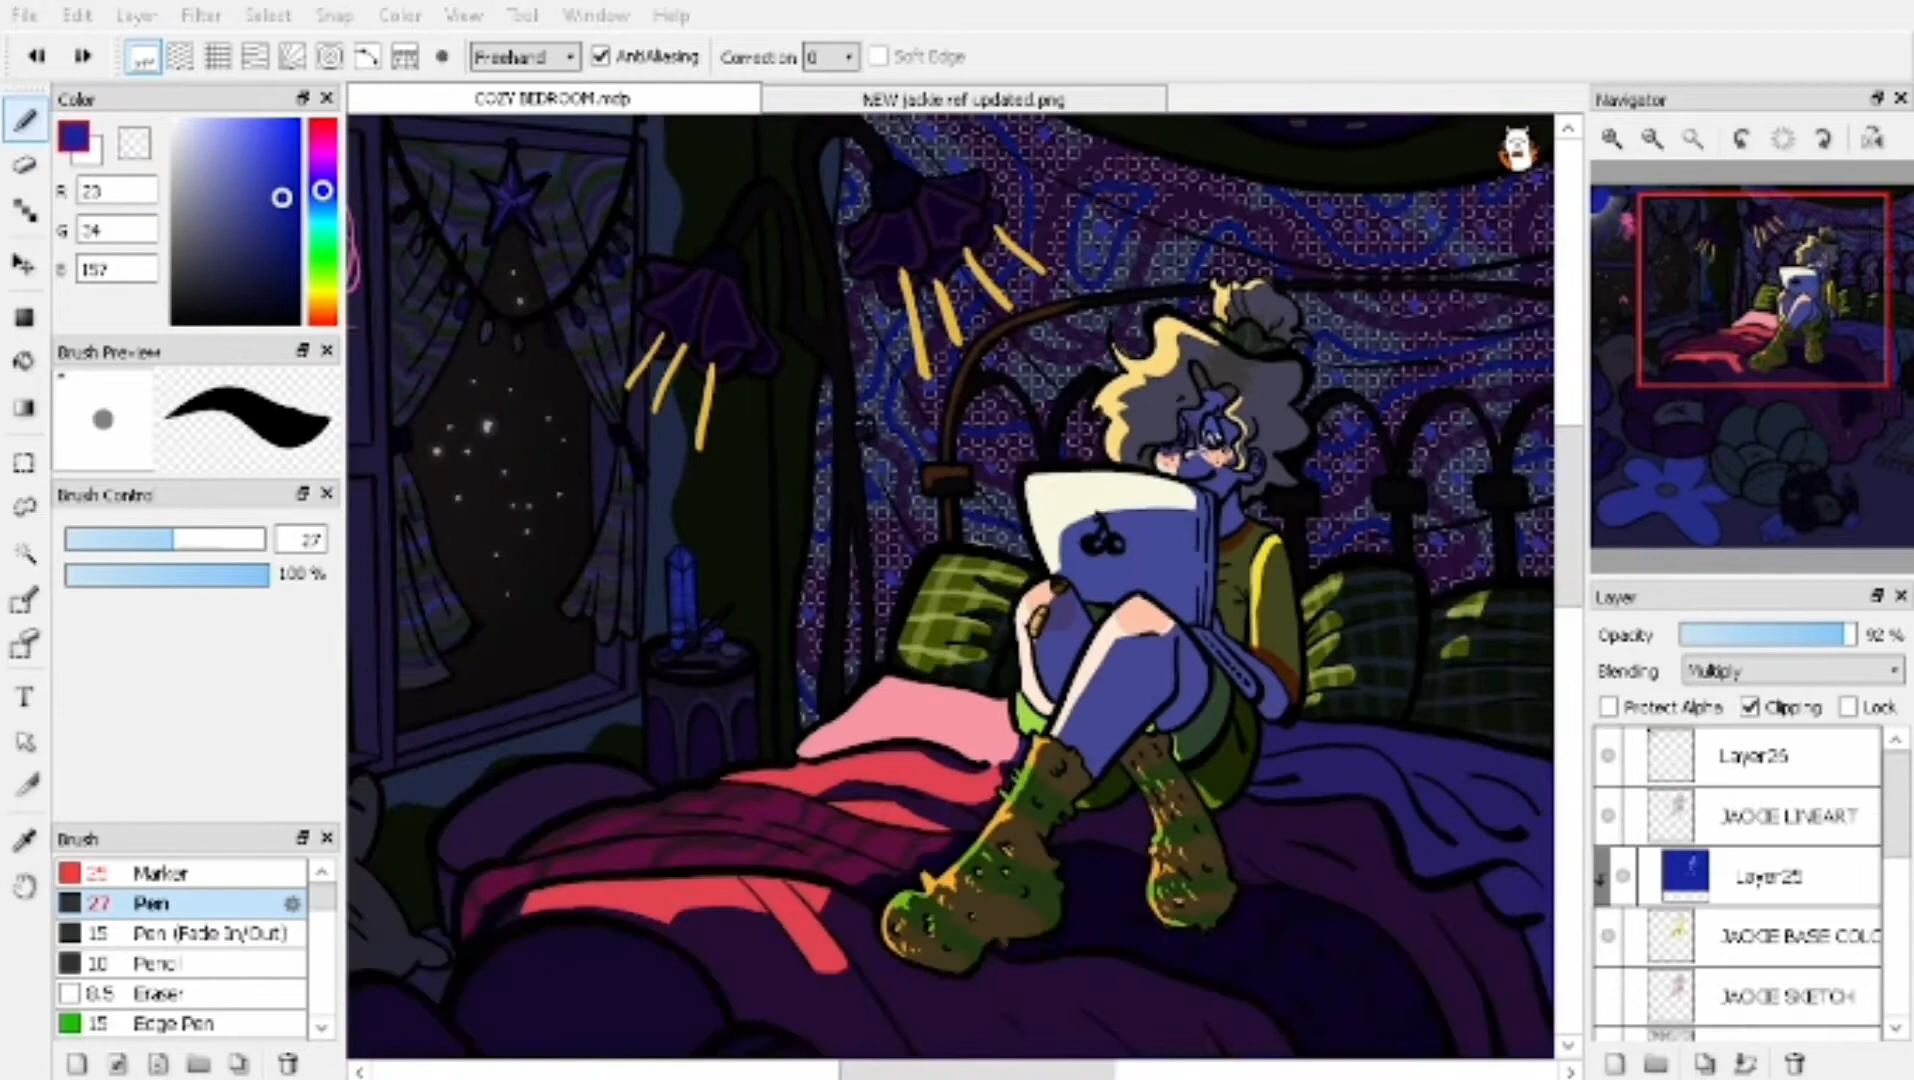 File Edit Layer Filter Select Snap Color View Tool Window Help
Freehand AntiAliasing Correction 0 Soft Edge
Color
COZY BEDROOM.mdp
NEW jackie ref updated.png
Navigator
R 23
G 34
B 157
Brush Preview
Brush Control
27
100 %
Layer
Opacity 92 %
Blending Multiply
Protect Alpha Clipping Lock
Layer26
JACKIE LINEART
Layer25
JACKIE BASE COLO
JACKIE SKETCH
Brush
25 Marker
27 Pen
15 Pen (Fade In/Out)
10 Pencil
8.5 Eraser
15 Edge Pen